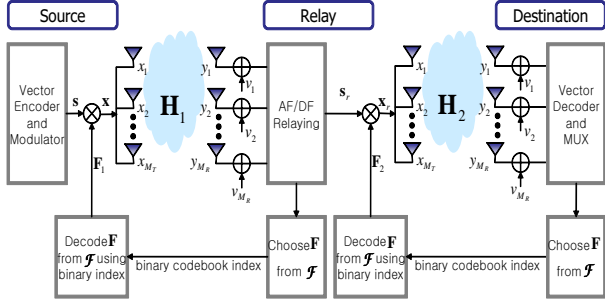 Source
Relay
Destination
Vector
Encoder
and
Modulator
s
x
F1
x1
x2
xMT
H1
y1
y2
yMR
v1
v2
vMR
AF/DF
Relaying
sr
xr
F2
x1
x2
xMT
H2
y1
y2
yMR
v1
v2
vMR
Vector
Decoder
and
MUX
Decode F
from F using
binary index
binary codebook index
Choose F
from F
Decode F
from F using
binary index
binary codebook index
Choose F
from F